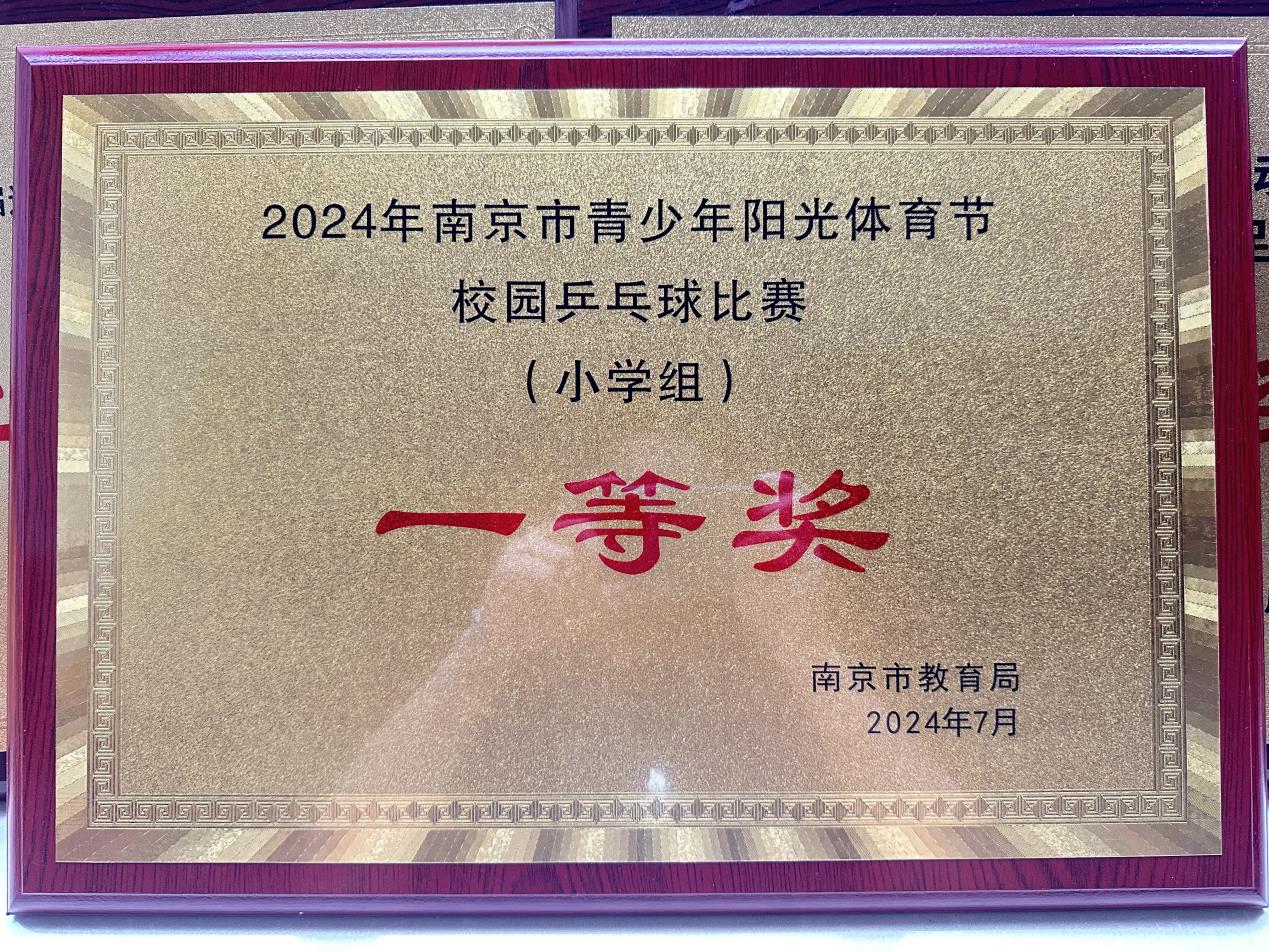 2024年南京市青少年阳光体育节
校园乒乓球比赛
（小学组）
一等奖
南京市教育局
2024年7月